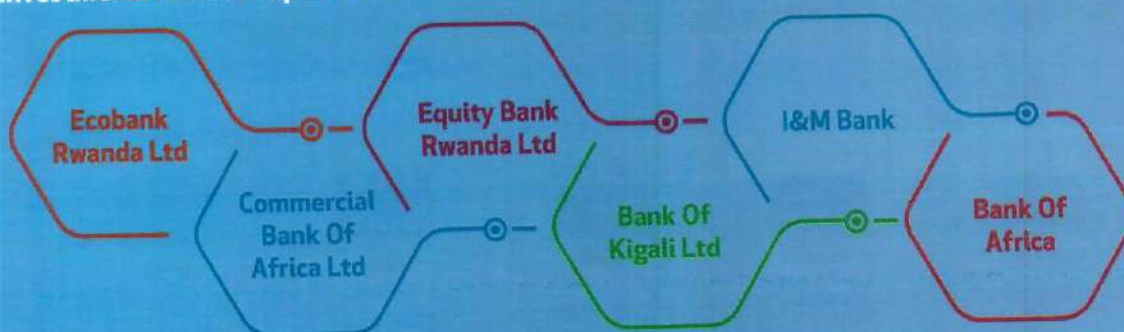 Ecobank
Rwanda Ltd
Commercial
Bank Of
Africa Ltd
Equity Bank
Rwanda Ltd
Bank Of
Kigali Ltd
I&M Bank
Bank Of
Africa